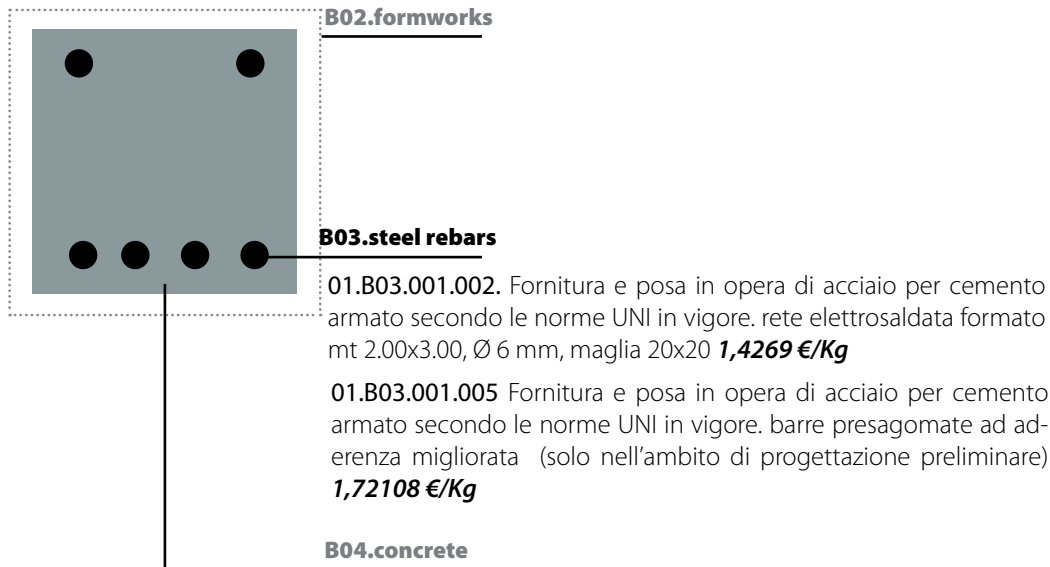 B02.formworks
B03.steel rebars
01.B03.001.002. Fornitura e posa in opera di acciaio per cemento
armato secondo le norme UNI in vigore. rete elettrosaldata formato
mt 2.00x3.00, Ø 6 mm, maglia 20x20 1,4269 €/Kg
01.B03.001.005 Fornitura e posa in opera di acciaio per cemento
armato secondo le norme UNI in vigore. barre presagomate ad ad-
erenza migliorata (solo nell'ambito di progettazione preliminare)
1,72108 €/Kg
B04.concrete